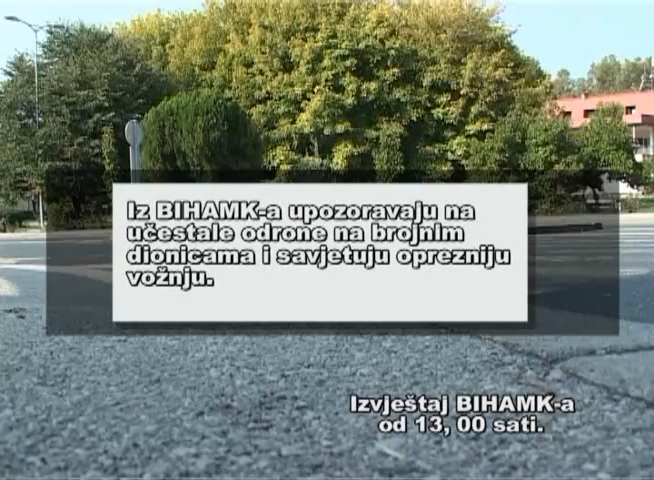 Iz BIHAMK-a upozoravaju na
učestale odrone na brojnim
dionicama i savjetuju oprezniju
vožnju.
Izvještaj BIHAMK-a
od 13, 00 sati.